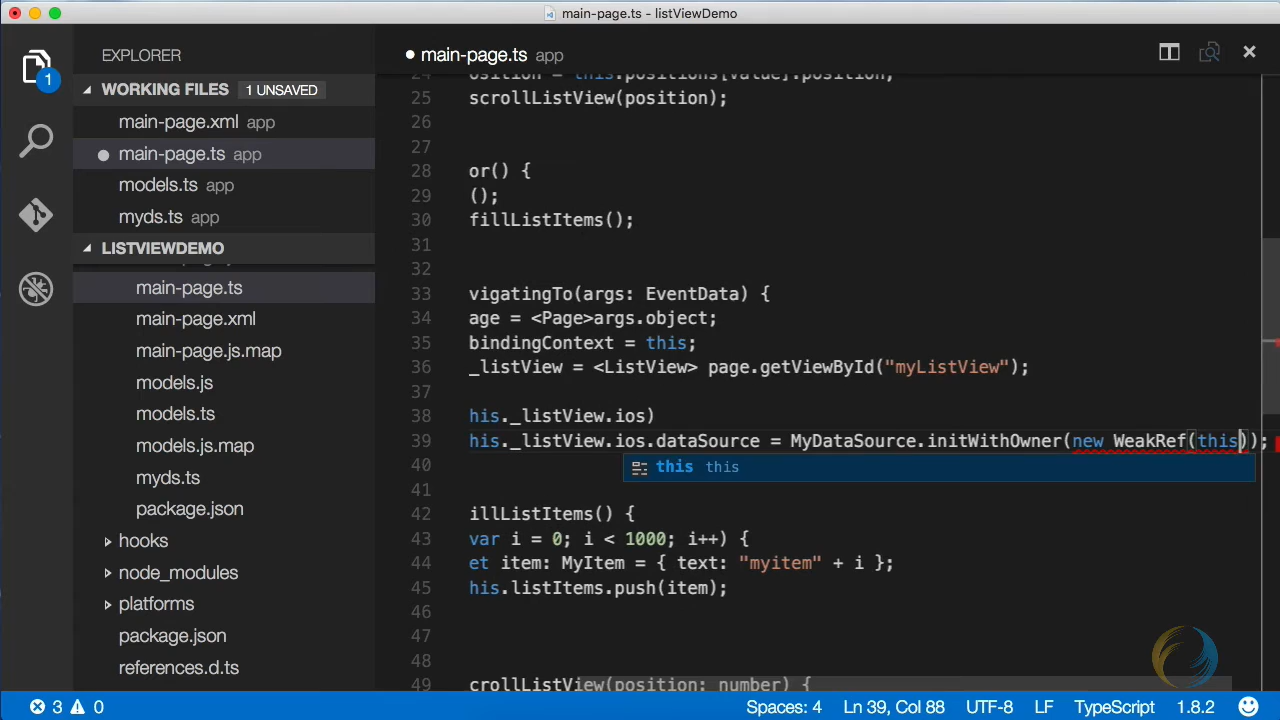 main-page.ts - listViewDemo
EXPLORER
WORKING FILES 1 UNSAVED
main-page.xml app
main-page.ts app
models.ts app
myds.ts app
LISTVIEWDEMO
main-page.ts
main-page.xml
main-page.js.map
models.js
models.ts
models.js.map
myds.ts
package.json
hooks
node_modules
platforms
package.json
references.d.ts
1
main-page.ts app
24 osition = this.positions[value].position;
25 scrollListView(position);
26
27
28 or() {
29 ();
30 fillListItems();
31
32
33 vigatingTo(args: EventData) {
34 age = <Page>args.object;
35 bindingContext = this;
36 _listView = <ListView> page.getViewById("myListView");
37
38 his._listView.ios)
39 his._listView.ios.dataSource = MyDataSource.initWithOwner(new WeakRef(this));
this this
40
41
42 illListItems() {
43 var i = 0; i < 1000; i++) {
44 et item: MyItem = { text: "myitem" + i };
45 his.listItems.push(item);
46
47
48
49 crollListView(position: number) {
3 0 Spaces: 4 Ln 39, Col 88 UTF-8 LF TypeScript 1.8.2